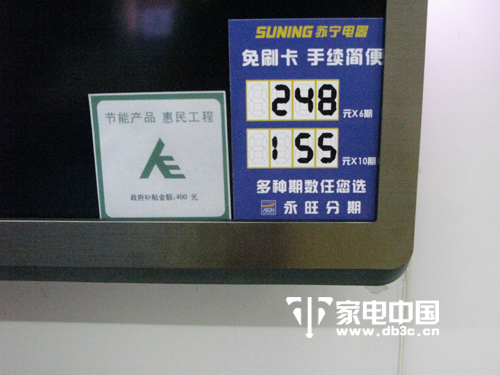 SUNING 苏宁电器
免刷卡 手续简便
248 元X6期
155 元X10期
多种期数任您选
AEON 永旺分期
节能产品 惠民工程
政府补贴金额:400 元
家电中国
www.db3c.cn